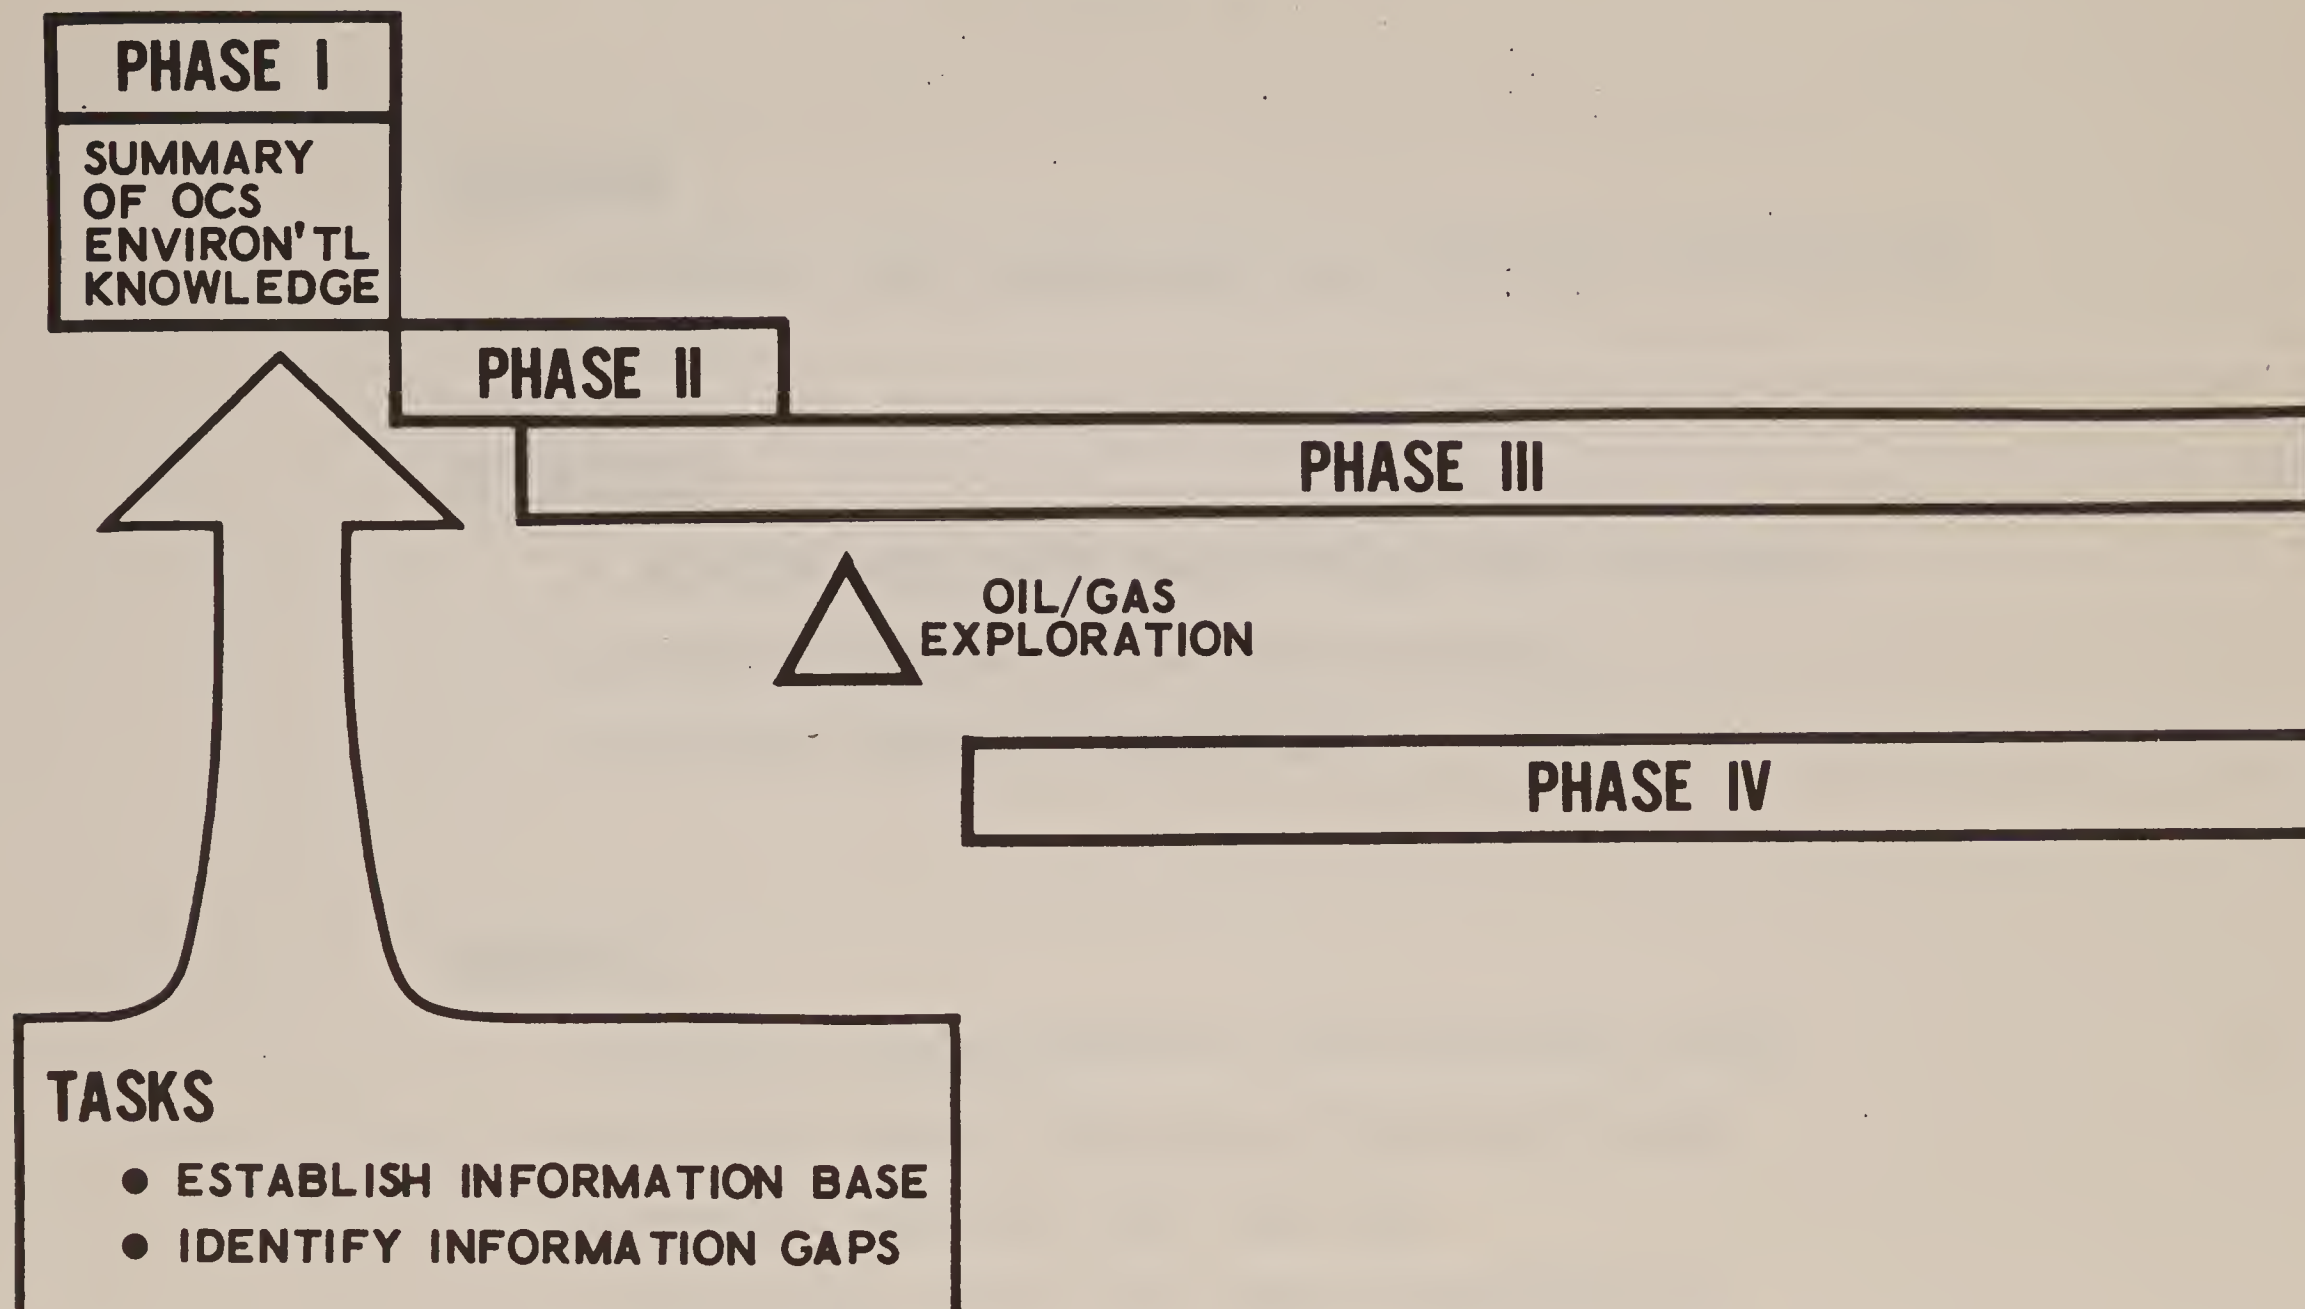 PHASE I
SUMMARY
OF OCS
ENVIRON'TL
KNOWLEDGE
PHASE II
PHASE III
OIL/GAS
EXPLORATION
PHASE IV
TASKS
● ESTABLISH INFORMATION BASE
● IDENTIFY INFORMATION GAPS